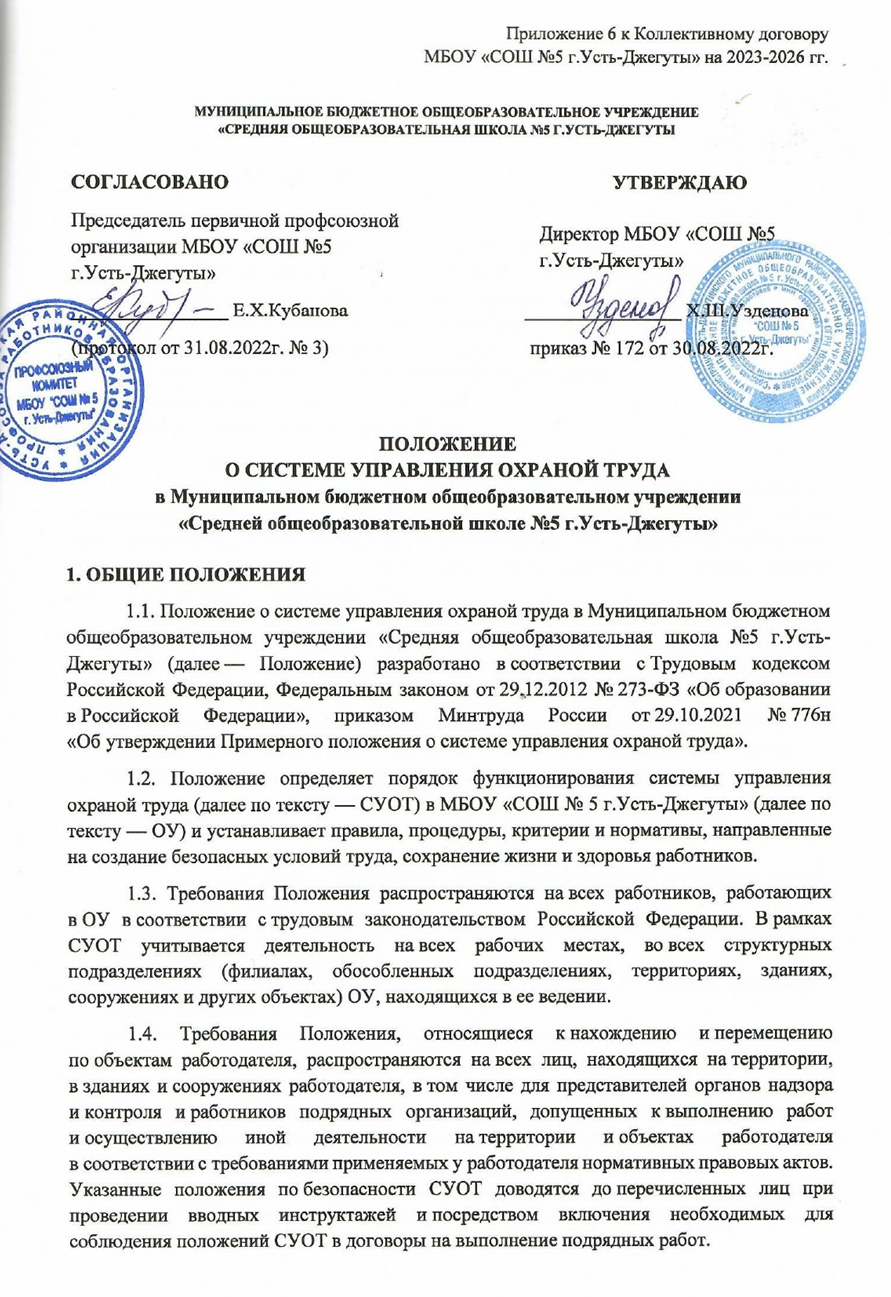 Приложение 6 к Коллективному договору
МБОУ «СОШ №5 г.Усть-Джегуты» на 2023-2026 гг.
МУНИЦИПАЛЬНОЕ БЮДЖЕТНОЕ ОБЩЕОБРАЗОВАТЕЛЬНОЕ УЧРЕЖДЕНИЕ
«СРЕДНЯЯ ОБЩЕОБРАЗОВАТЕЛЬНАЯ ШКОЛА №5 Г.УСТЬ-ДЖЕГУТЫ
СОГЛАСОВАНО
Председатель первичной профсоюзной
организации МБОУ «СОШ №5
г.Усть-Джегуты»
Е.Х.Кубанова
(протокол от 31.08.2022г. № 3)
ПРОФСОЮЗНЫЙ
КОМИТЕТ
МБОУ "СОШ № 5
г. Усть-Джегуты"
УТВЕРЖДАЮ
Директор МБОУ «СОШ №5
г.Усть-Джегуты»
Х.Ш.Узденова
приказ № 172 от 30.08.2022г.
"СОШ № 5
г. Усть-Джегуты"
ПОЛОЖЕНИЕ
О СИСТЕМЕ УПРАВЛЕНИЯ ОХРАНОЙ ТРУДА
в Муниципальном бюджетном общеобразовательном учреждении
«Средней общеобразовательной школе №5 г.Усть-Джегуты»
1. ОБЩИЕ ПОЛОЖЕНИЯ
1.1. Положение о системе управления охраной труда в Муниципальном бюджетном
общеобразовательном учреждении «Средняя общеобразовательная школа №5 г.Усть-
Джегуты» (далее — Положение) разработано в соответствии с Трудовым кодексом
Российской Федерации, Федеральным законом от 29.12.2012 № 273-ФЗ «Об образовании
в Российской Федерации», приказом Минтруда России от 29.10.2021 № 776н
«Об утверждении Примерного положения о системе управления охраной труда».
1.2. Положение определяет порядок функционирования системы управления
охраной труда (далее по тексту — СУОТ) в МБОУ «СОШ № 5 г.Усть-Джегуты» (далее по
тексту — ОУ) и устанавливает правила, процедуры, критерии и нормативы, направленные
на создание безопасных условий труда, сохранение жизни и здоровья работников.
1.3. Требования Положения распространяются на всех работников, работающих
в ОУ в соответствии с трудовым законодательством Российской Федерации. В рамках
СУОТ учитывается деятельность на всех рабочих местах, во всех структурных
подразделениях (филиалах, обособленных подразделениях, территориях, зданиях,
сооружениях и других объектах) ОУ, находящихся в ее ведении.
1.4. Требования Положения, относящиеся к нахождению и перемещению
по объектам работодателя, распространяются на всех лиц, находящихся на территории,
в зданиях и сооружениях работодателя, в том числе для представителей органов надзора
и контроля и работников подрядных организаций, допущенных к выполнению работ
и осуществлению иной деятельности на территории и объектах работодателя
в соответствии с требованиями применяемых у работодателя нормативных правовых актов.
Указанные положения по безопасности СУОТ доводятся до перечисленных лиц при
проведении вводных инструктажей и посредством включения необходимых для
соблюдения положений СУОТ в договоры на выполнение подрядных работ.